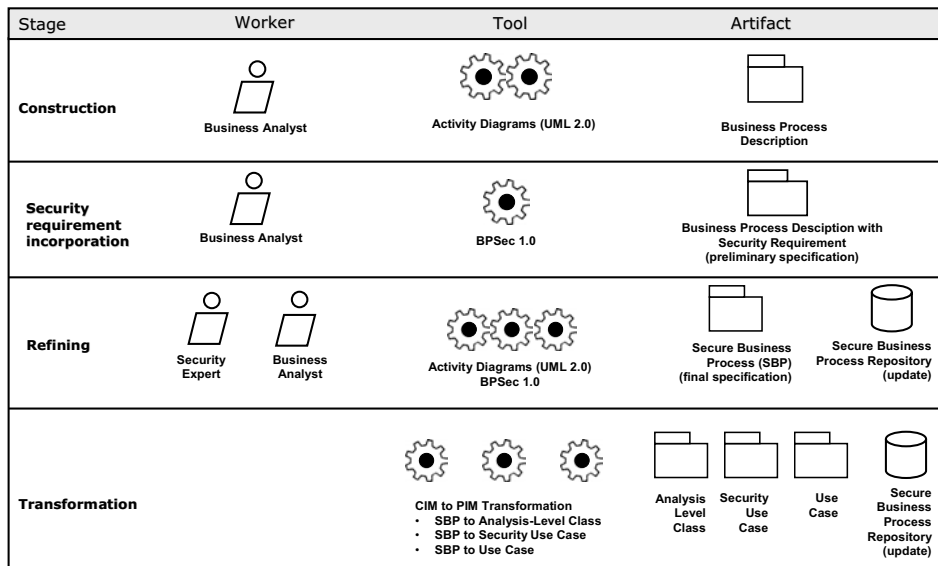 Stage Worker Tool Artifact
Construction
Business Analyst
Activity Diagrams (UML 2.0)
Business Process
Description
Security
requirement
incorporation
Business Analyst
BPSec 1.0
Business Process Desciption with
Security Requirement
(preliminary specification)
Refining
Security
Expert
Business
Analyst
Activity Diagrams (UML 2.0)
BPSec 1.0
Secure Business
Process (SBP)
(final specification)
Secure Business
Process Repository
(update)
Transformation
CIM to PIM Transformation
• SBP to Analysis-Level Class
• SBP to Security Use Case
• SBP to Use Case
Analysis
Level
Class
Security
Use
Case
Use
Case
Secure
Business
Process
Repository
(update)